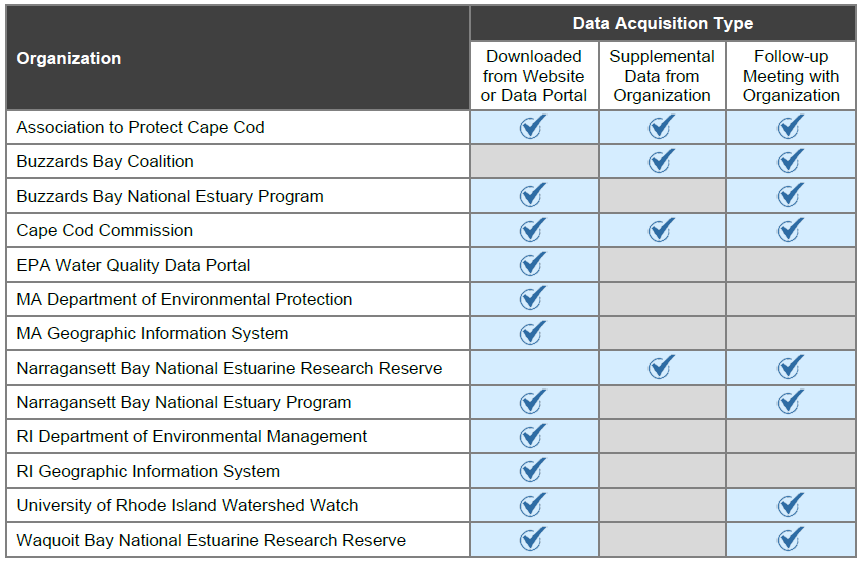 Organization
Data Acquisition Type
Downloaded
from Website
or Data Portal
Supplemental
Data from
Organization
Follow-up
Meeting with
Organization
Association to Protect Cape Cod
Buzzards Bay Coalition
Buzzards Bay National Estuary Program
Cape Cod Commission
EPA Water Quality Data Portal
MA Department of Environmental Protection
MA Geographic Information System
Narragansett Bay National Estuarine Research Reserve
Narragansett Bay National Estuary Program
RI Department of Environmental Management
RI Geographic Information System
University of Rhode Island Watershed Watch
Waquoit Bay National Estuarine Research Reserve